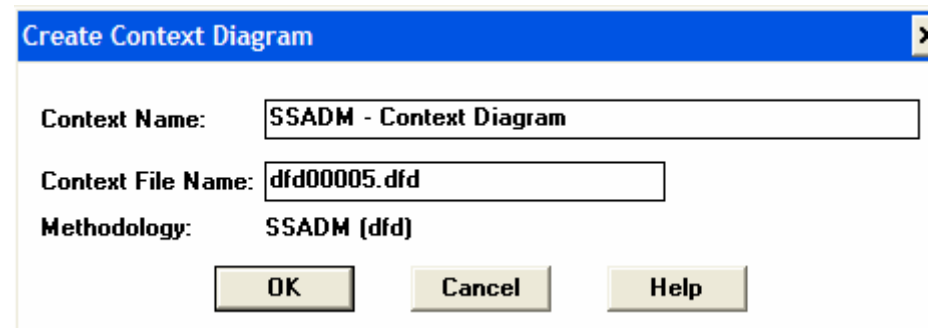 Create Context Diagram
Context Name: SSADM - Context Diagram
Context File Name: dfd00005.dfd
Methodology: SSADM (dfd)
OK Cancel Help